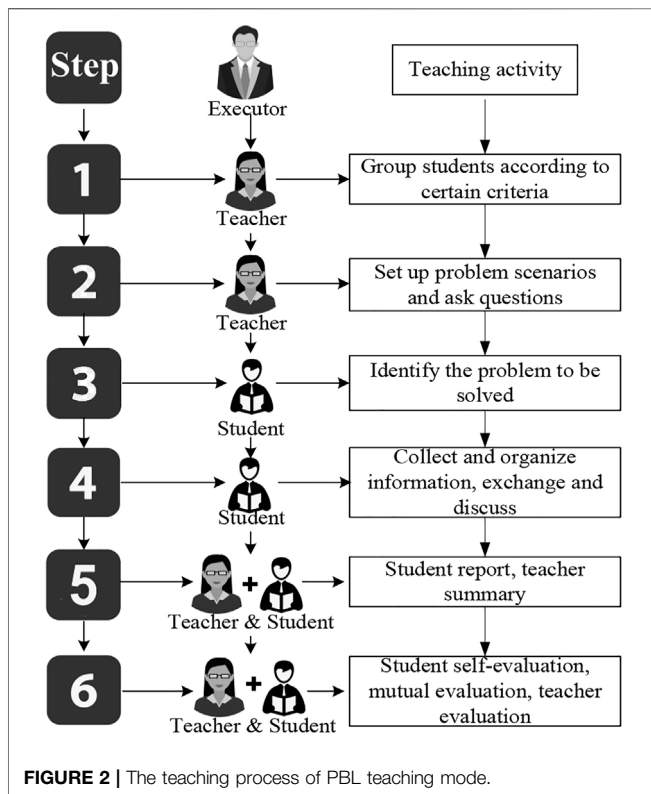 Step
Executor
Teaching activity
1
Teacher
Group students according to
certain criteria
2
Teacher
Set up problem scenarios
and ask questions
3
Student
Identify the problem to be
solved
4
Student
Collect and organize
information, exchange and
discuss
5
+
Teacher & Student
Student report, teacher
summary
6
+
Teacher & Student
Student self-evaluation,
mutual evaluation, teacher
evaluation
FIGURE 2 | The teaching process of PBL teaching mode.